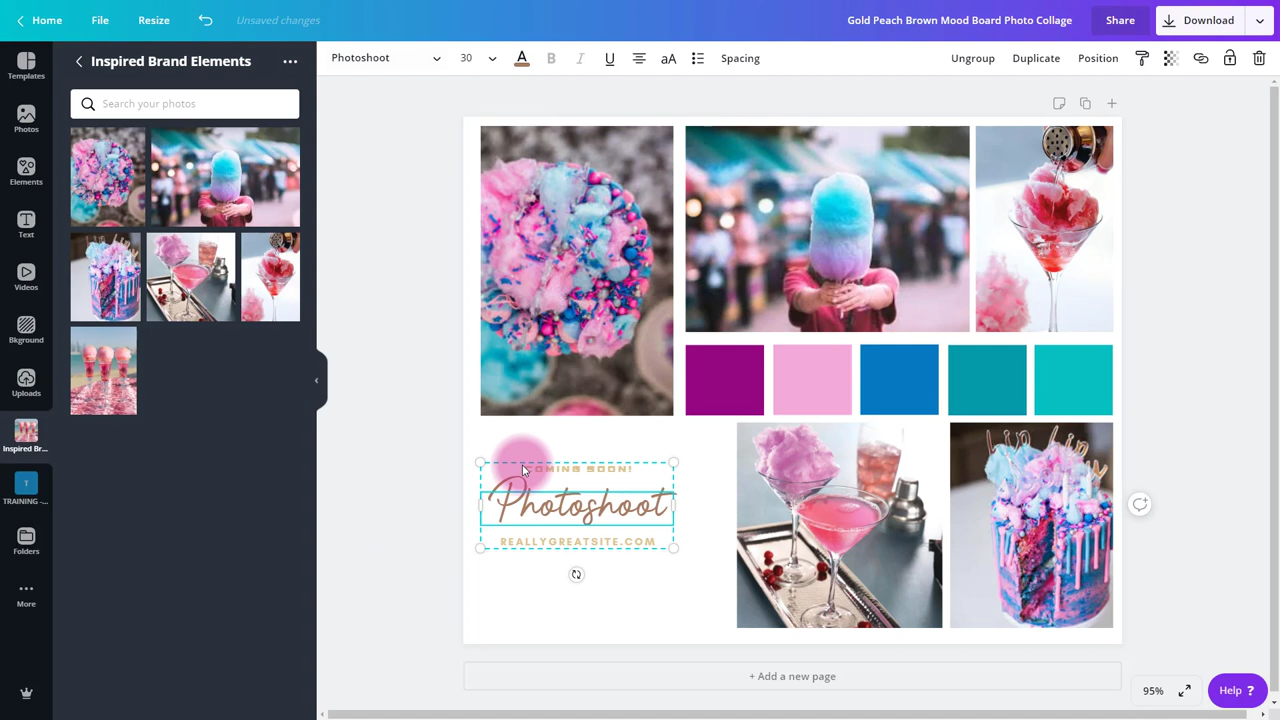 Home
File
Resize
Unsaved changes
Gold Peach Brown Mood Board Photo Collage
Share
Download
Templates
Photos
Elements
Text
Videos
Bkground
Uploads
Inspired Br...
T
TRAINING -...
Folders
More
Inspired Brand Elements
Search your photos
Photoshoot
30
A
B
I
U
aA
Spacing
Ungroup
Duplicate
Position
COMING SOON!
Photoshoot
REALLYGREATSITE.COM
+ Add a new page
95%
Help ?